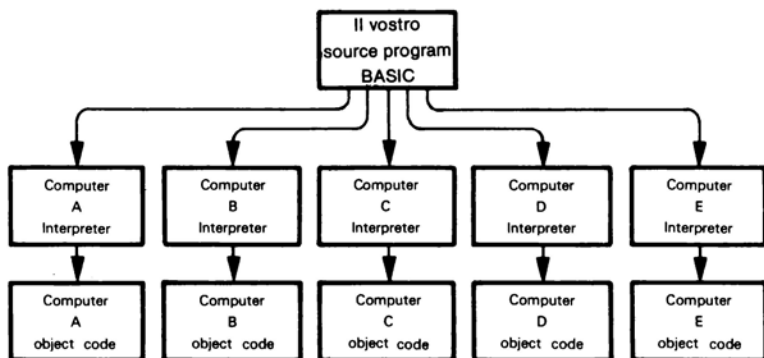 Il vostro
source program
BASIC
Computer
A
Interpreter
Computer
B
Interpreter
Computer
C
Interpreter
Computer
D
Interpreter
Computer
E
Interpreter
Computer
A
object code
Computer
B
object code
Computer
C
object code
Computer
D
object code
Computer
E
object code